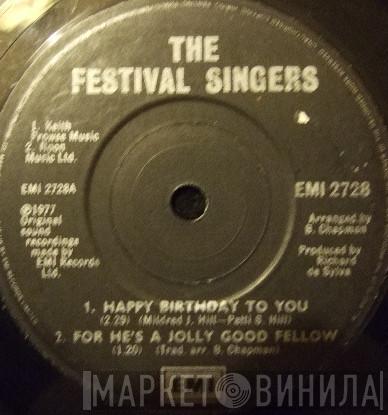 THE
FESTIVAL SINGERS
1. Keith
Prowse Music
2. Roon
Music Ltd.
EMI 2728A
EMI 2728
℗1977
Original
sound
recordings
made by
EMI Records
Ltd.
Arranged by
B. Chapman
Produced by
Richard
de Sylva
1. HAPPY BIRTHDAY TO YOU
(2.29) (Mildred J. Hill—Patti S. Hill)
2. FOR HE'S A JOLLY GOOD FELLOW
(1.20) (Trad. arr B. Chapman)
EMI
МАРКЕТ ВИНИЛА